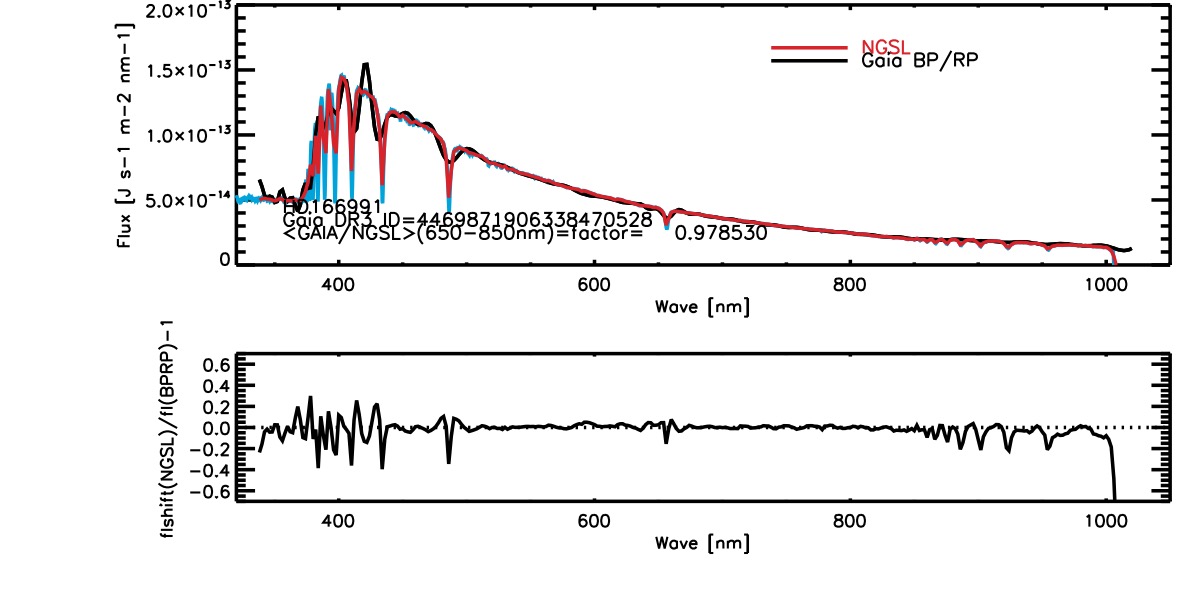 2.0×10−13
1.5×10−13
1.0×10−13
5.0×10−14
0
Flux [J s−1 m−2 nm−1]
NGSL
Gaia BP/RP
HD166991
Gaia DR3 ID=4469871906338470528
<GAIA/NGSL>(650−850nm)=factor= 0.978530
400 600 800 1000
Wave [nm]
flshift(NGSL)/fl(BPRP)−1
0.6
0.4
0.2
0.0
−0.2
−0.4
−0.6
400 600 800 1000
Wave [nm]